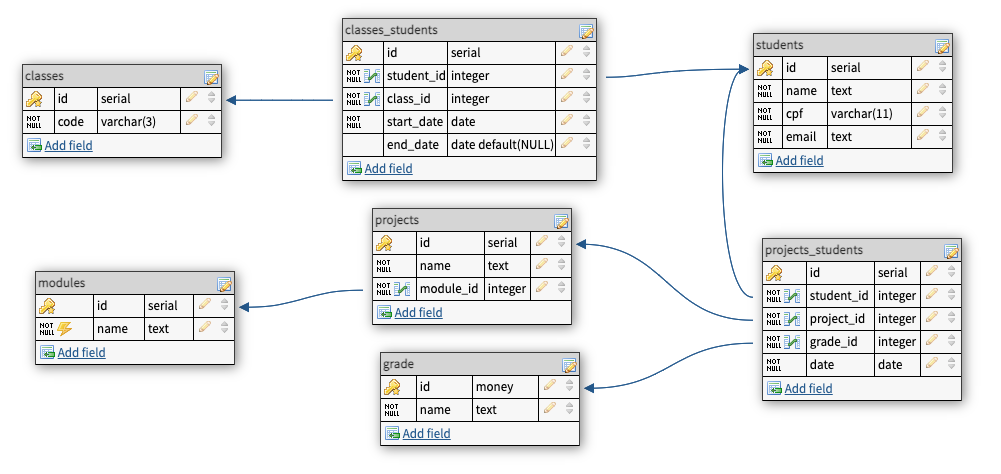 classes
id serial
NOT NULL code varchar(3)
Add field
classes_students
id serial
NOT NULL student_id integer
NOT NULL class_id integer
NOT NULL start_date date
end_date date default(NULL)
Add field
students
id serial
NOT NULL name text
NOT NULL cpf varchar(11)
NOT NULL email text
Add field
modules
id serial
NOT NULL name text
Add field
projects
id serial
NOT NULL name text
NOT NULL module_id integer
Add field
grade
id money
NOT NULL name text
Add field
projects_students
id serial
NOT NULL student_id integer
NOT NULL project_id integer
NOT NULL grade_id integer
NOT NULL date date
Add field